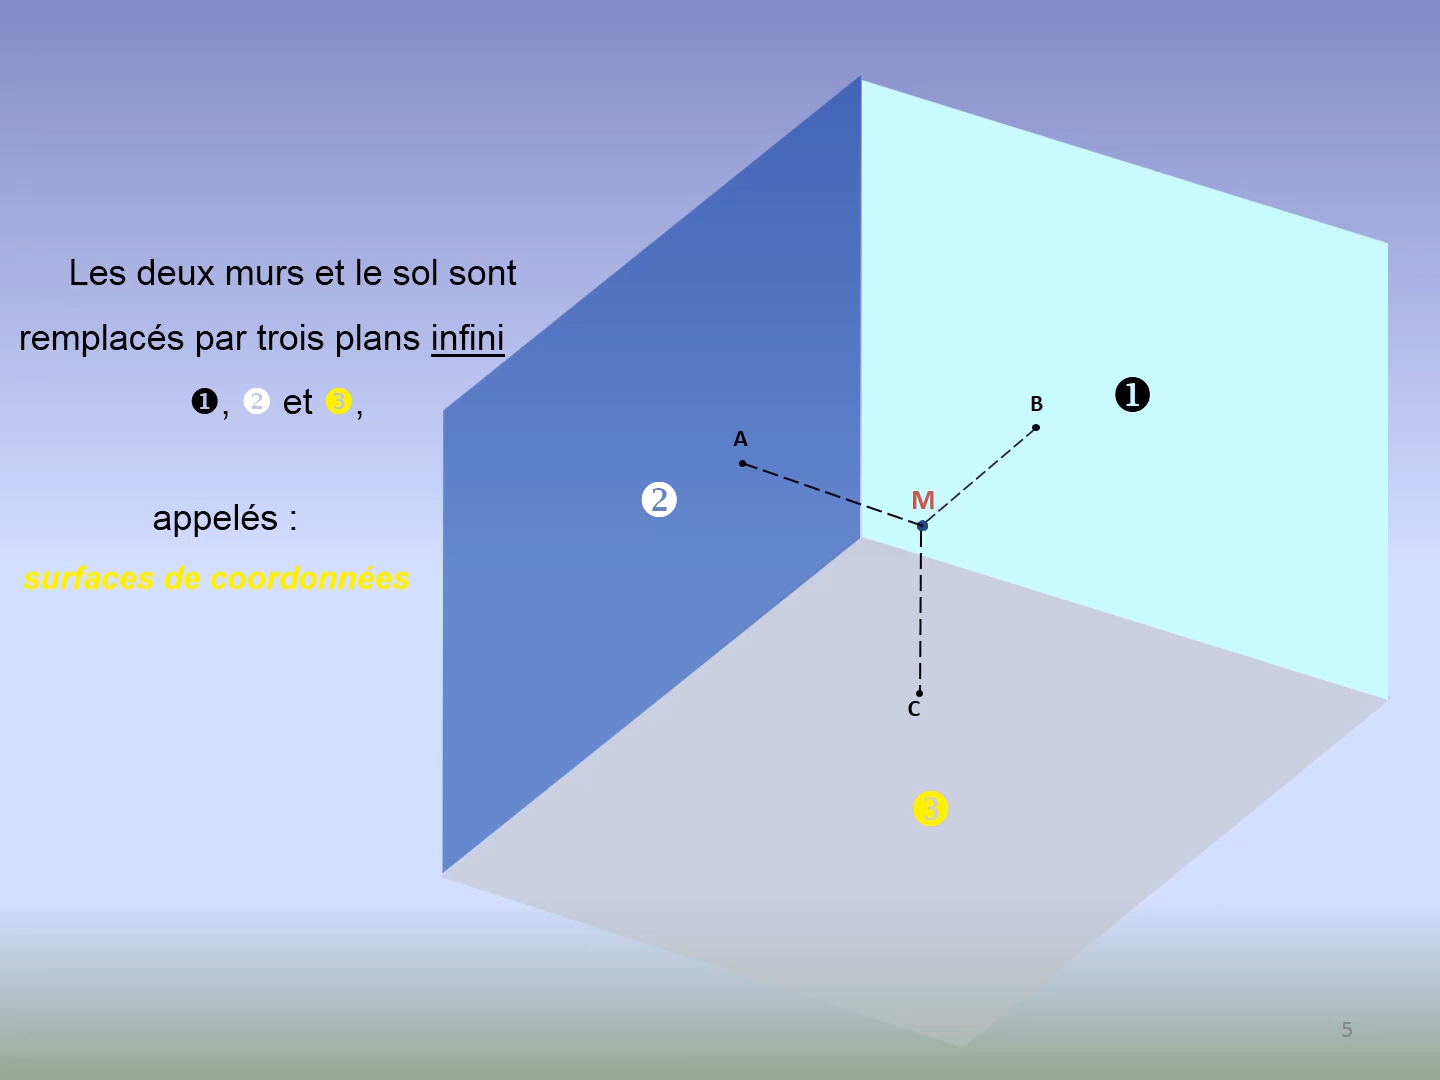 Les deux murs et le sol sont
remplacés par trois plans infini
❶, ❷ et ❸,
appelés :
surfaces de coordonnées
A
B
❶
❷
M
C
❸
5